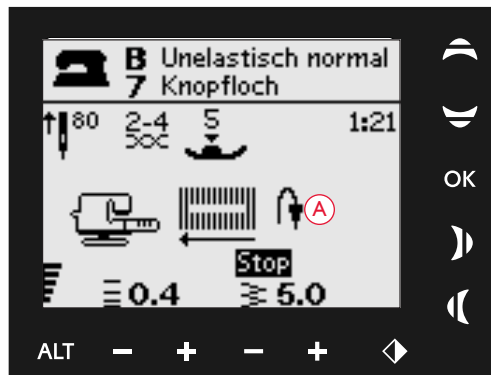 B Unelastisch normal
7 Knopfloch
80 2-4 5 1:21
A
Stop
0.4 5.0
OK
ALT - + - +